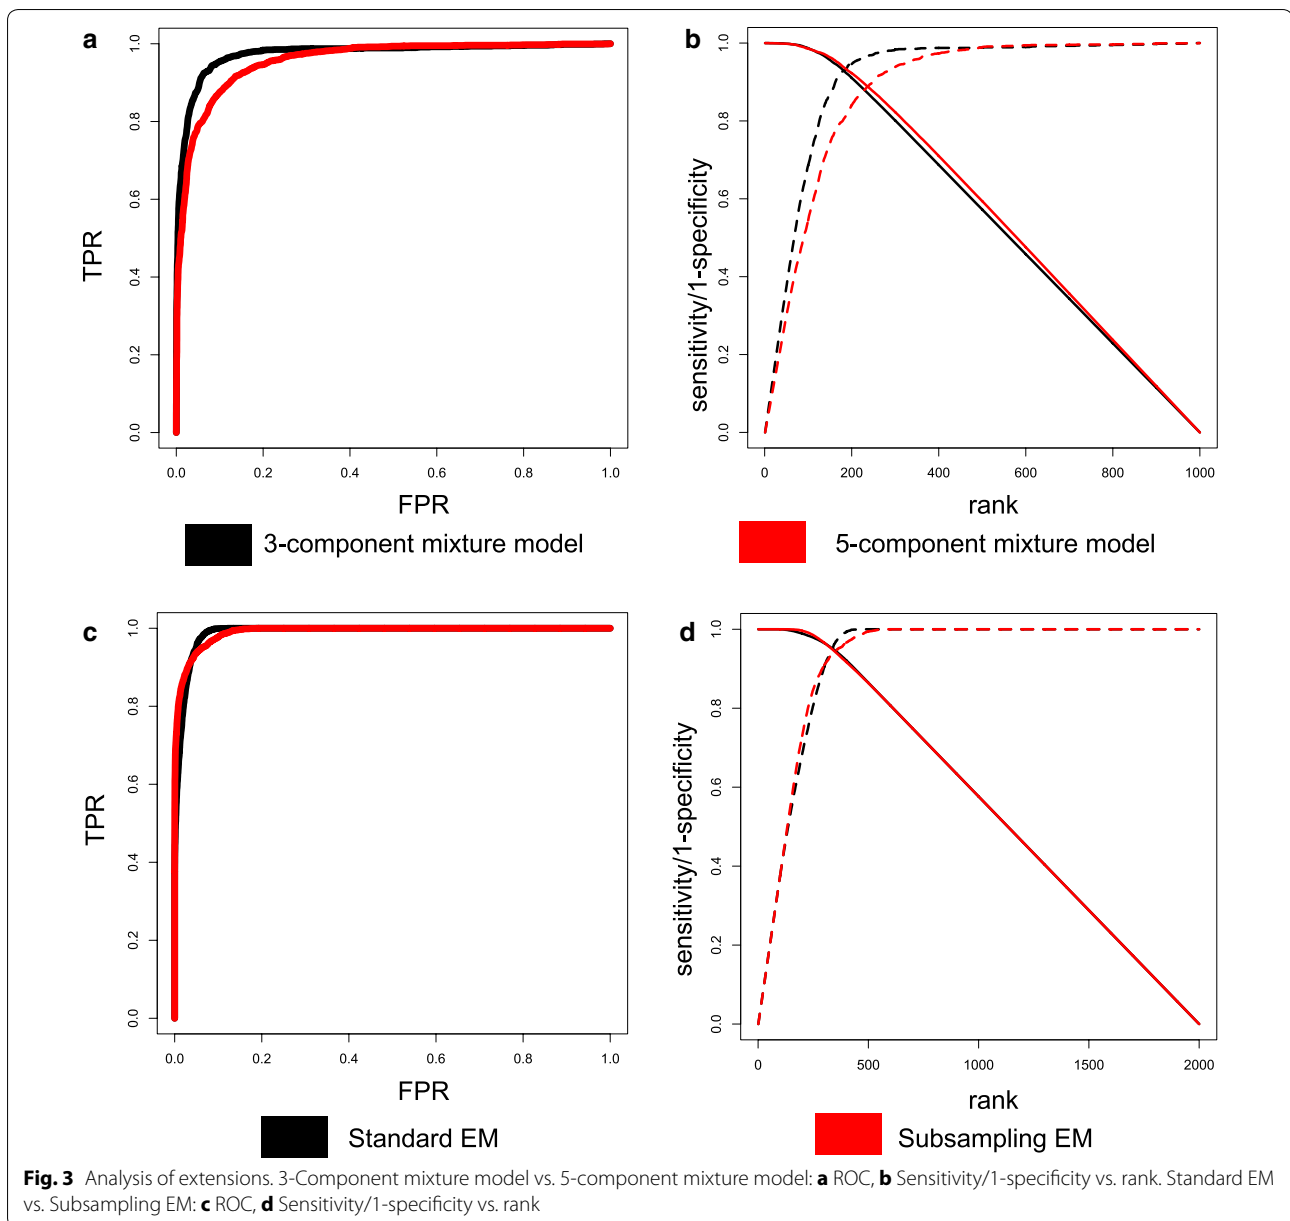 a
1.0
0.8
0.6
0.4
0.2
0.0
TPR
0.0 0.2 0.4 0.6 0.8 1.0
FPR
b
1.0
0.8
0.6
0.4
0.2
0.0
sensitivity/1-specificity
0 200 400 600 800 1000
rank
3-component mixture model
5-component mixture model
c
1.0
0.8
0.6
0.4
0.2
0.0
TPR
0.0 0.2 0.4 0.6 0.8 1.0
FPR
d
1.0
0.8
0.6
0.4
0.2
0.0
sensitivity/1-specificity
0 500 1000 1500 2000
rank
Standard EM
Subsampling EM
Fig. 3 Analysis of extensions. 3-Component mixture model vs. 5-component mixture model: a ROC, b Sensitivity/1-specificity vs. rank. Standard EM
vs. Subsampling EM: c ROC, d Sensitivity/1-specificity vs. rank